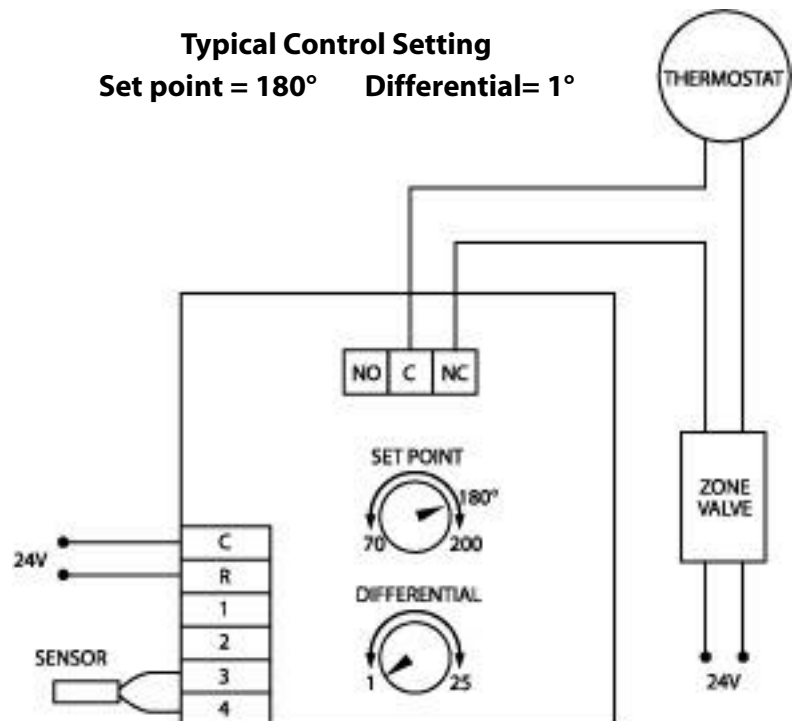 Typical Control Setting
Set point = 180° Differential= 1°
THERMOSTAT
NO C NC
SET POINT
180°
70 200
ZONE
VALVE
24V
C
R
1
2
3
4
DIFFERENTIAL
1 25
SENSOR
24V